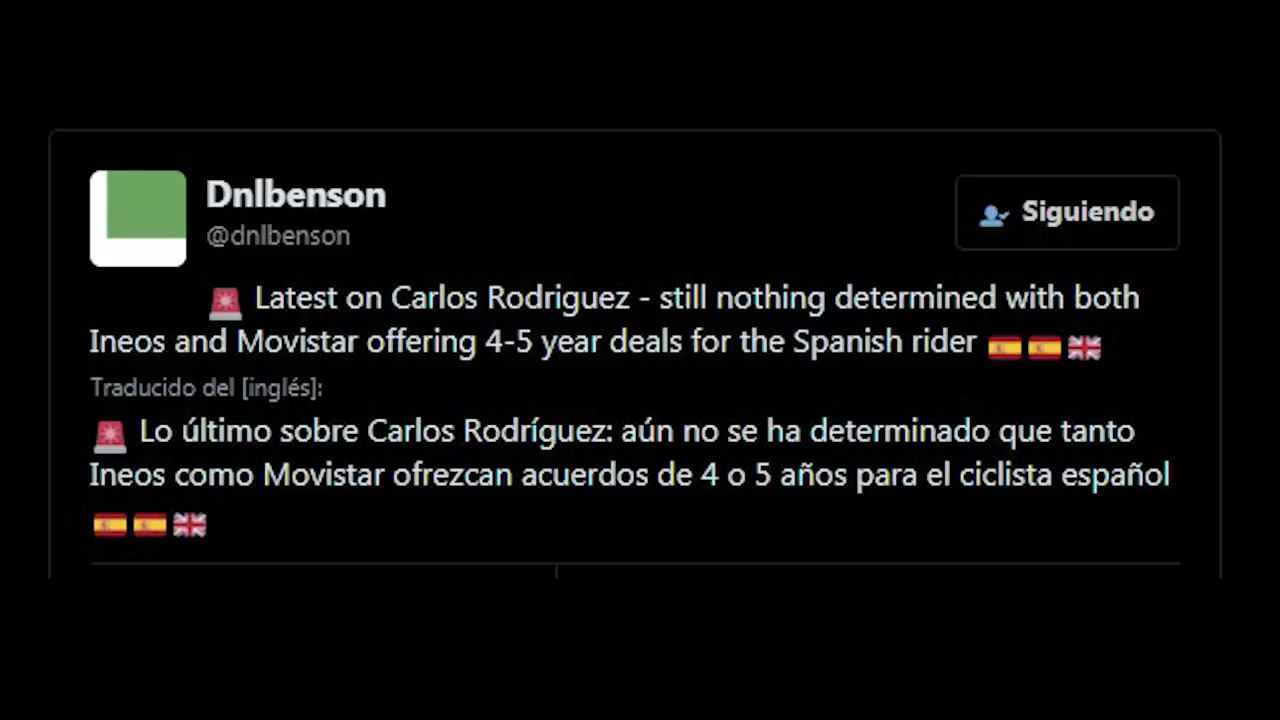 Dnlbenson
@dnlbenson
Siguiendo
🚨 Latest on Carlos Rodriguez - still nothing determined with both
Ineos and Movistar offering 4-5 year deals for the Spanish rider 🇪🇸🇪🇸🇬🇧
Traducido del [inglés]:
🚨 Lo último sobre Carlos Rodríguez: aún no se ha determinado que tanto
Ineos como Movistar ofrezcan acuerdos de 4 o 5 años para el ciclista español
🇪🇸🇪🇸🇬🇧